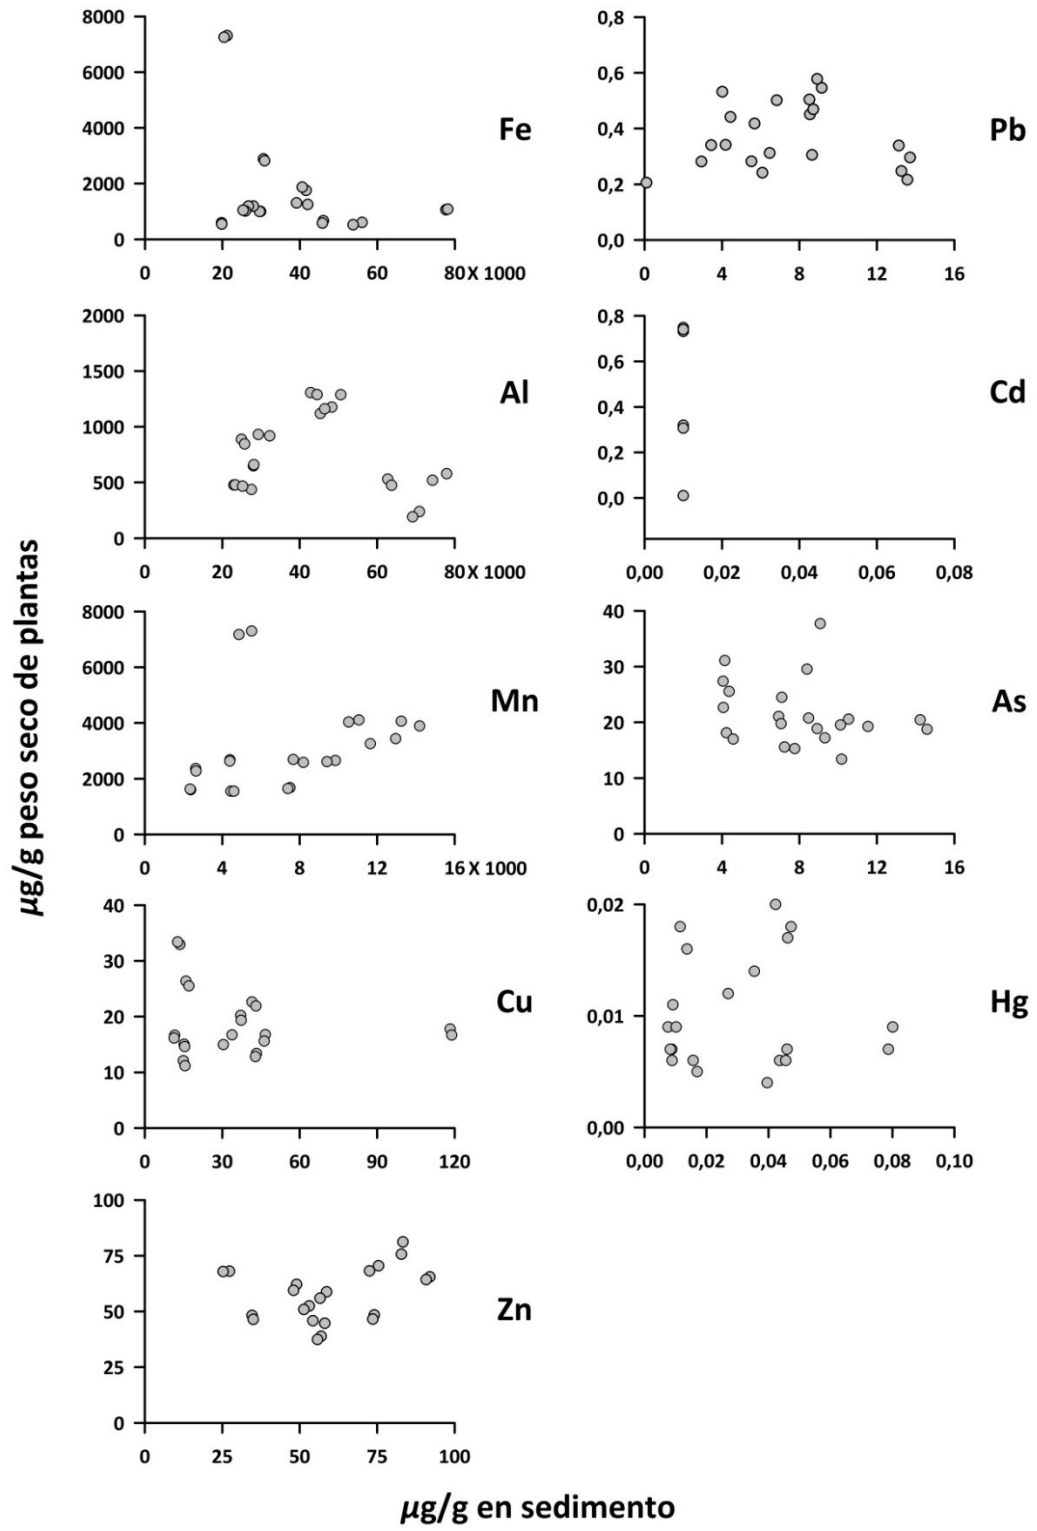 8000
6000
4000
2000
0
0 20 40 60 80 X 1000
Fe
0,8
0,6
0,4
0,2
0,0
0 4 8 12 16
Pb
2000
1500
1000
500
0
0 20 40 60 80 X 1000
Al
0,8
0,6
0,4
0,2
0,0
0,00 0,02 0,04 0,06 0,08
Cd
8000
6000
4000
2000
0
0 4 8 12 16 X 1000
Mn
40
30
20
10
0
0 4 8 12 16
As
40
30
20
10
0
0 30 60 90 120
Cu
0,02
0,01
0,00
0,00 0,02 0,04 0,06 0,08 0,10
Hg
100
75
50
25
0
0 25 50 75 100
Zn
µg/g peso seco de plantas
µg/g en sedimento